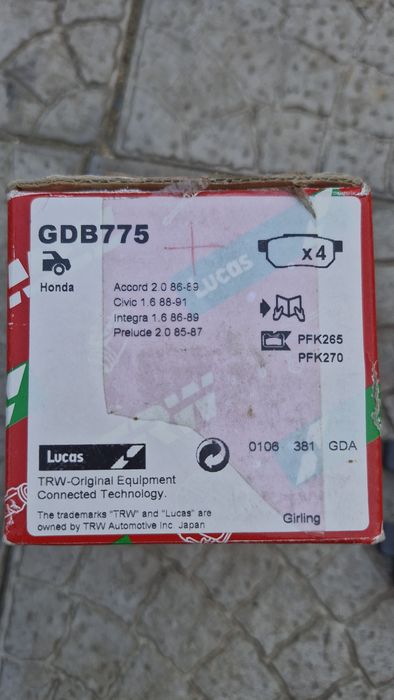 GDB775
Honda
Accord 2.0 86-89
Civic 1.6 88-91
Integra 1.6 86-89
Prelude 2.0 85-87
x4
PFK265
PFK270
LUCAS
TRW
Lucas
0106 381 GDA
TRW-Original Equipment
Connected Technology.
The trademarks "TRW" and "Lucas" are
owned by TRW Automotive Inc. Japan
Girling